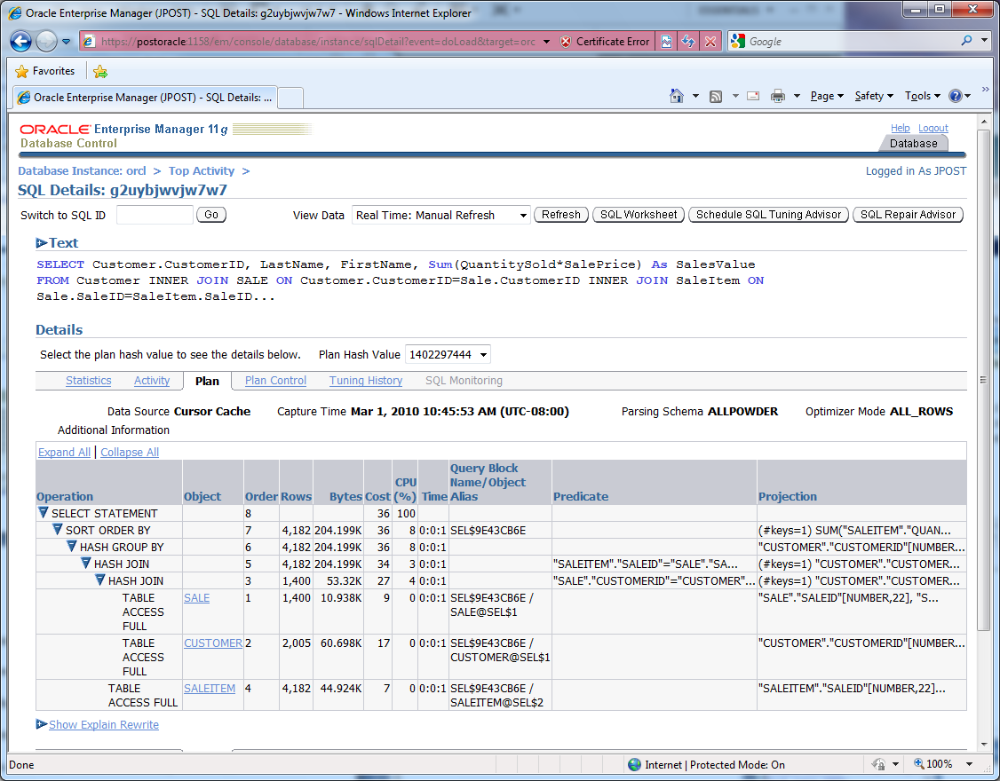 Oracle Enterprise Manager (JPOST) - SQL Details: g2uybjwvjw7w7 - Windows Internet Explorer
https://postoracle:1158/em/console/database/instance/sqlDetail?event=doLoad&target=orc
Certificate Error
Google
Favorites
Oracle Enterprise Manager (JPOST) - SQL Details: ...
Page Safety Tools
ORACLE Enterprise Manager 11g
Database Control
Help Logout
Database
Database Instance: orcl > Top Activity >
Logged in As JPOST
SQL Details: g2uybjwvjw7w7
Switch to SQL ID Go View Data Real Time: Manual Refresh Refresh SQL Worksheet Schedule SQL Tuning Advisor SQL Repair Advisor
Text
SELECT Customer.CustomerID, LastName, FirstName, Sum(QuantitySold*SalePrice) As SalesValue
FROM Customer INNER JOIN SALE ON Customer.CustomerID=Sale.CustomerID INNER JOIN SaleItem ON
Sale.SaleID=SaleItem.SaleID...
Details
Select the plan hash value to see the details below. Plan Hash Value 1402297444
Statistics Activity Plan Plan Control Tuning History SQL Monitoring
Data Source Cursor Cache Capture Time Mar 1, 2010 10:45:53 AM (UTC-08:00) Parsing Schema ALLPOWDER Optimizer Mode ALL_ROWS
Additional Information
Expand All | Collapse All
Operation Object Order Rows Bytes Cost CPU (%) Time Query Block Name/Object Alias Predicate Projection
SELECT STATEMENT 8 36 100
SORT ORDER BY 7 4,182 204.199K 36 8 0:0:1 SEL$9E43CB6E (#keys=1) SUM("SALEITEM"."QUAN...
HASH GROUP BY 6 4,182 204.199K 36 8 0:0:1 "CUSTOMER"."CUSTOMERID"[NUMBER...
HASH JOIN 5 4,182 204.199K 34 3 0:0:1 "SALEITEM"."SALEID"="SALE"."SA... (#keys=1) "CUSTOMER"."CUSTOMER...
HASH JOIN 3 1,400 53.32K 27 4 0:0:1 "SALE"."CUSTOMERID"="CUSTOMER"... (#keys=1) "CUSTOMER"."CUSTOMER...
TABLE ACCESS FULL SALE 1 1,400 10.938K 9 0 0:0:1 SEL$9E43CB6E / SALE@SEL$1 "SALE"."SALEID"[NUMBER,22], "S...
TABLE ACCESS FULL CUSTOMER 2 2,005 60.698K 17 0 0:0:1 SEL$9E43CB6E / CUSTOMER@SEL$1 "CUSTOMER"."CUSTOMERID"[NUMBER...
TABLE ACCESS FULL SALEITEM 4 4,182 44.924K 7 0 0:0:1 SEL$9E43CB6E / SALEITEM@SEL$2 "SALEITEM"."SALEID"[NUMBER,22]...
Show Explain Rewrite
Done
Internet | Protected Mode: On
100%